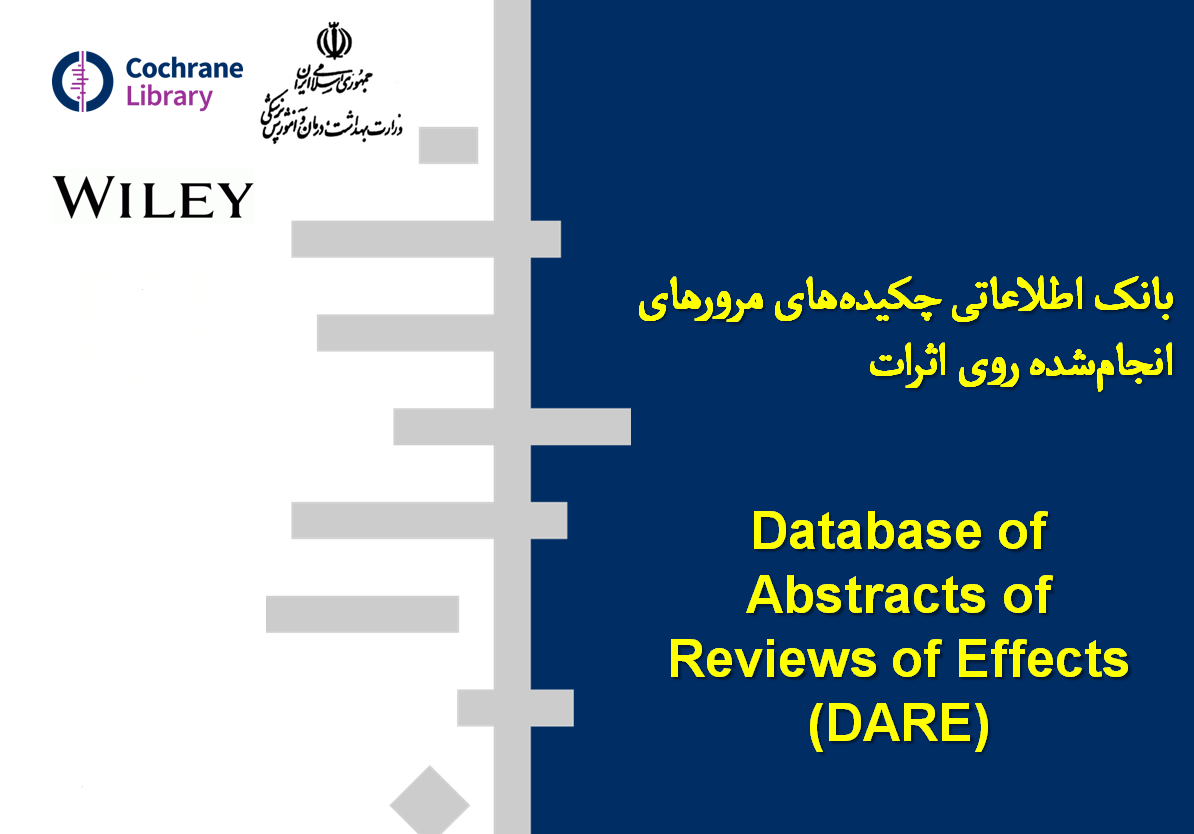 Cochrane
Library
جمهوری اسلامی ایران
وزارت بهداشت، درمان و آموزش پزشکی
WILEY
بانک اطلاعاتی چکیده‌های مرورهای
انجام‌شده روی اثرات
Database of
Abstracts of
Reviews of Effects
(DARE)